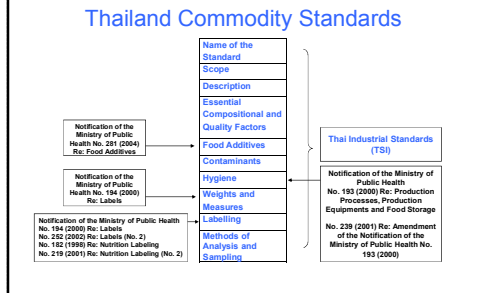 Thailand Commodity Standards
Name of the
Standard
Scope
Description
Essential
Compositional and
Quality Factors
Food Additives
Contaminants
Hygiene
Weights and
Measures
Labelling
Methods of
Analysis and
Sampling
Notification of the
Ministry of Public
Health No. 281 (2004)
Re: Food Additives
Notification of the
Ministry of Public
Health No. 194 (2000)
Re: Labels
Notification of the Ministry of Public Health
No. 194 (2000) Re: Labels
No. 252 (2002) Re: Labels (No. 2)
No. 182 (1998) Re: Nutrition Labeling
No. 219 (2001) Re: Nutrition Labeling (No. 2)
Thai Industrial Standards
(TSI)
Notification of the Ministry of
Public Health
No. 193 (2000) Re: Production
Processes, Production
Equipments and Food Storage
No. 239 (2001) Re: Amendment
of the Notification of the
Ministry of Public Health No.
193 (2000)